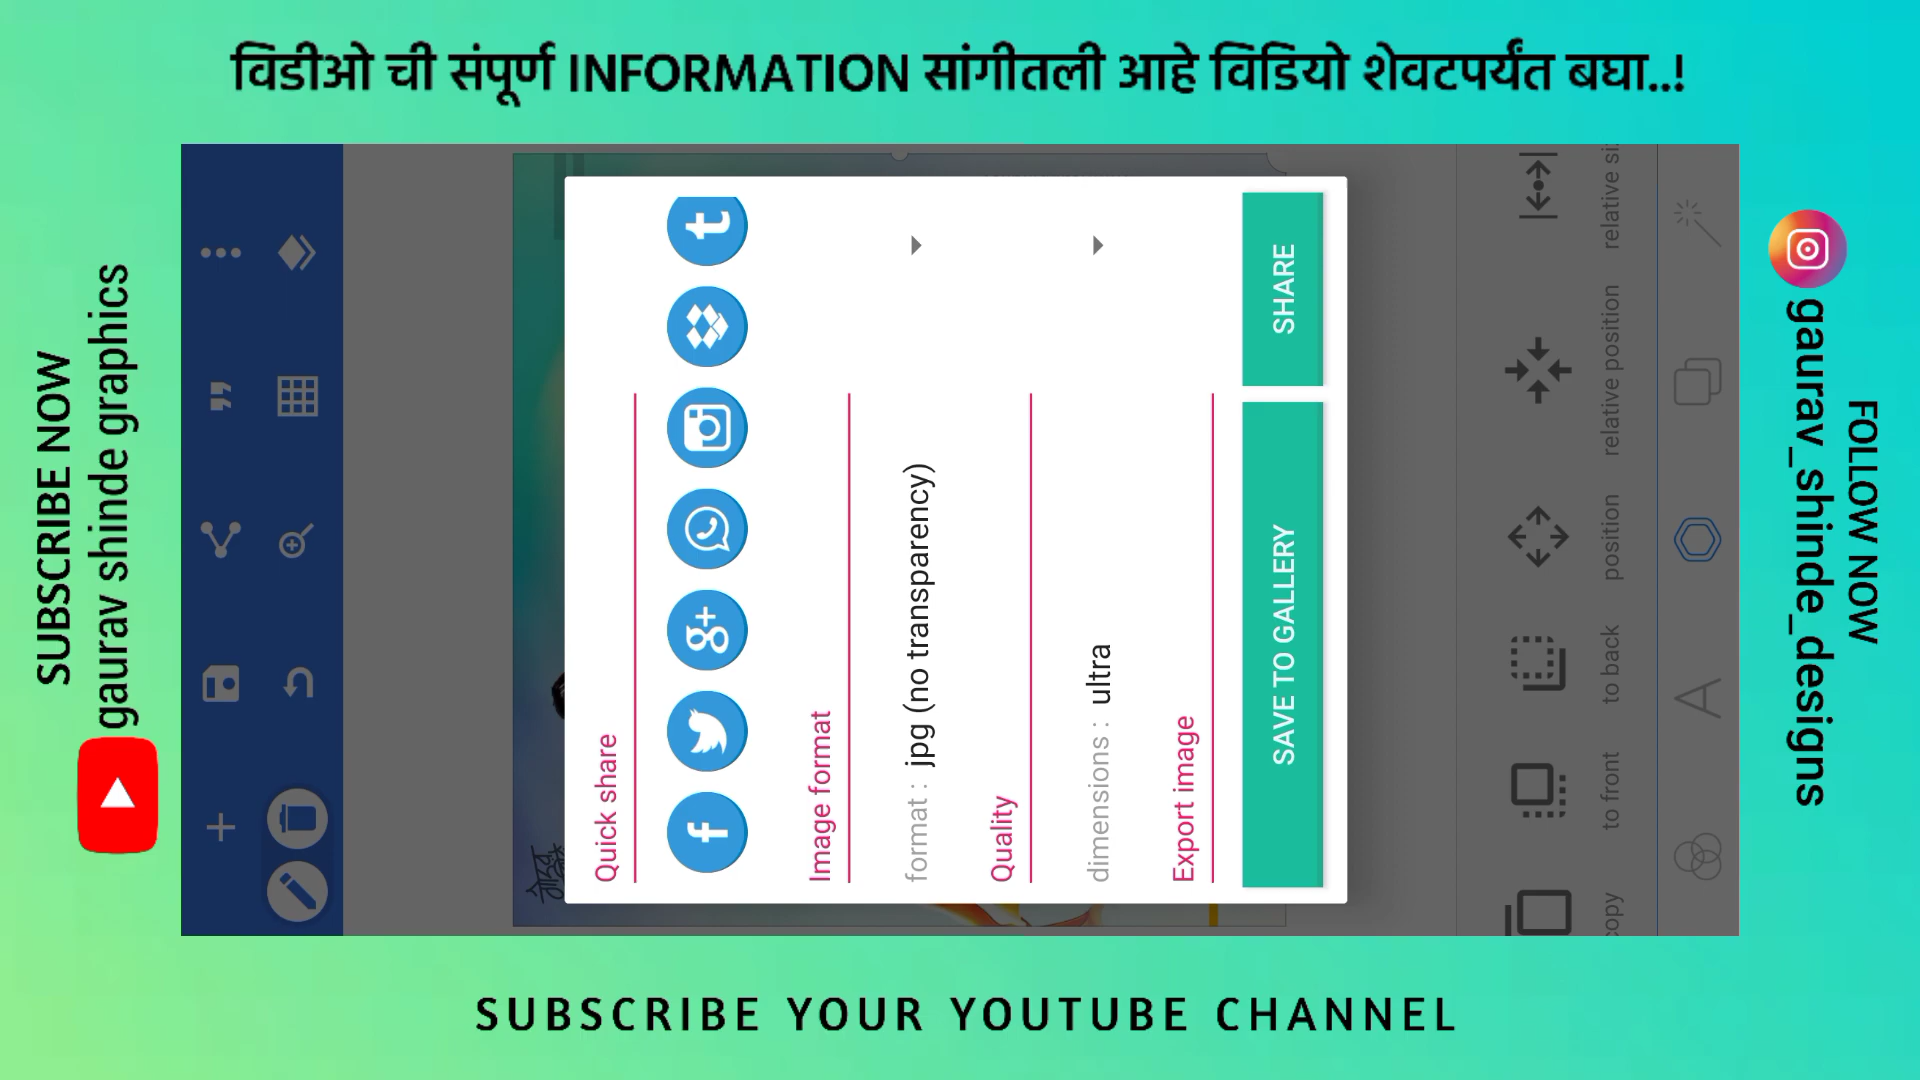 विडीओ ची संपूर्ण INFORMATION सांगीतली आहे विडियो शेवटपर्यंत बघा..!
SUBSCRIBE NOW
gaurav shinde graphics
Quick share
Image format
format : jpg (no transparency)
Quality
dimensions : ultra
Export image
SAVE TO GALLERY
SHARE
copy
to front
to back
position
relative position
relative si
gaurav_shinde_designs
FOLLOW NOW
SUBSCRIBE YOUR YOUTUBE CHANNEL